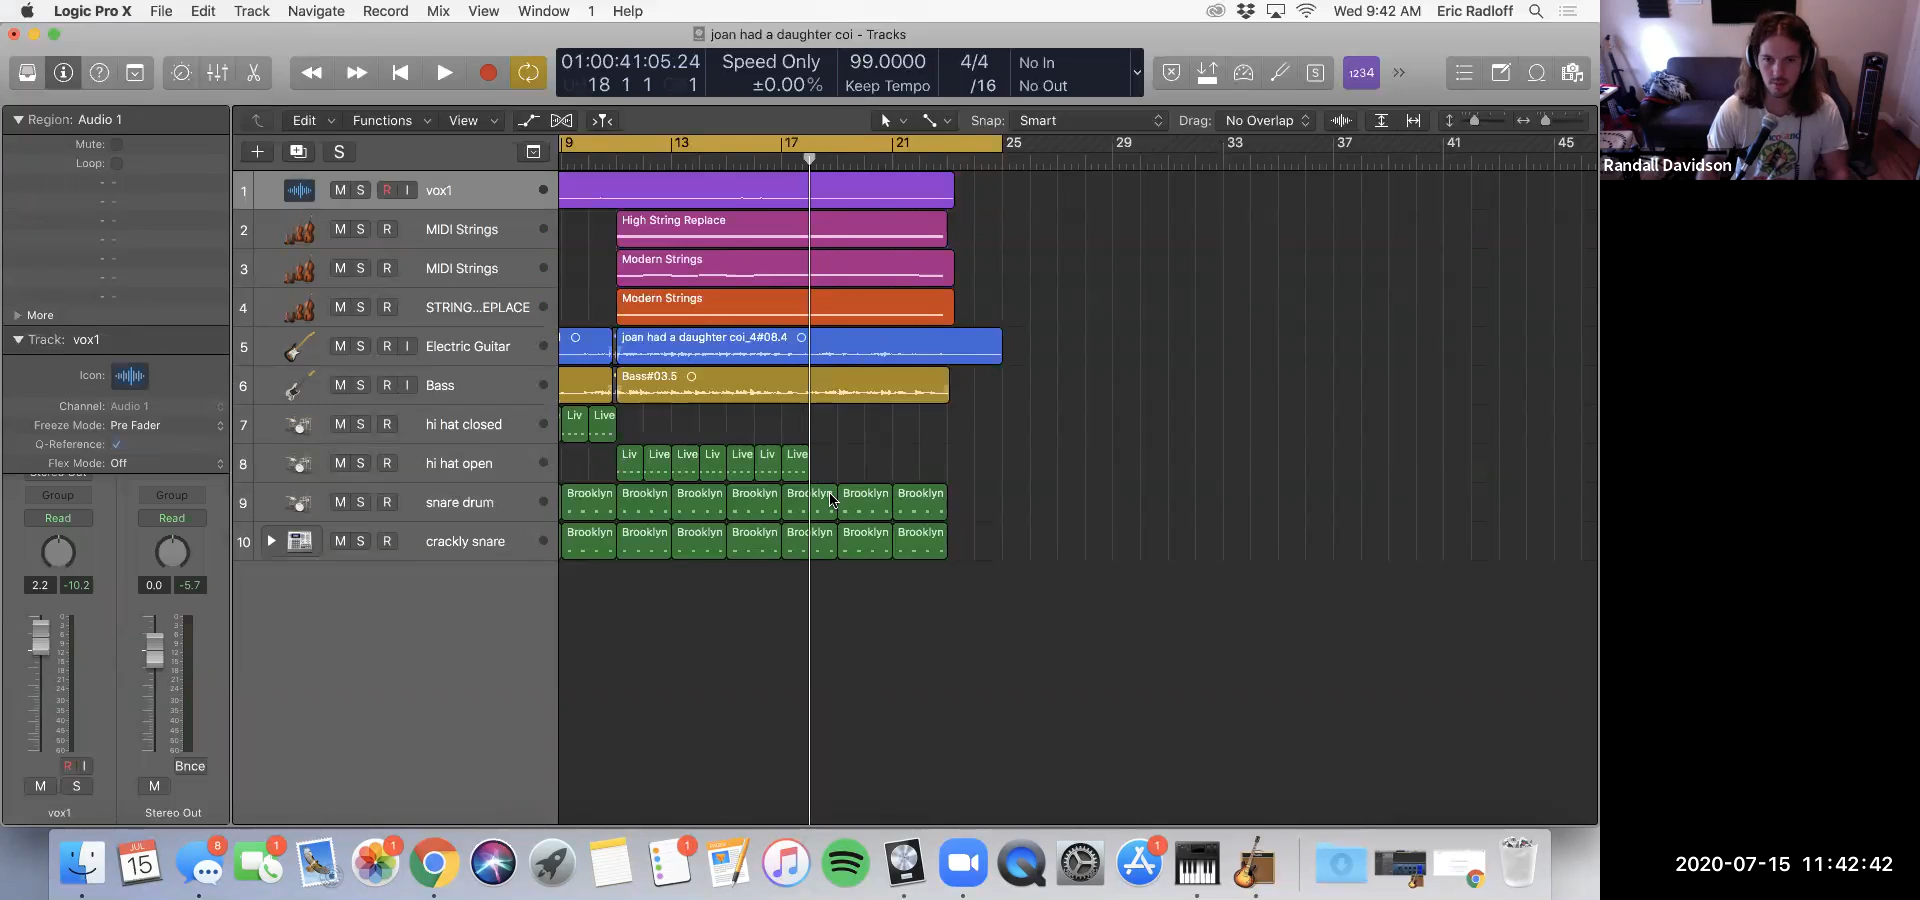 Logic Pro X File Edit Track Navigate Record Mix View Window 1 Help Wed 9:42 AM Eric Radloff
joan had a daughter coi - Tracks
01:00:41:05.24 Speed Only 99.0000 4/4 No In
18 1 1 1 ±0.00% Keep Tempo /16 No Out
1234
Region: Audio 1
Mute:
Loop:
More
Track: vox1
Icon:
Channel: Audio 1
Freeze Mode: Pre Fader
Q-Reference:
Flex Mode: Off
Group Group
Read Read
2.2 -10.2 0.0 -5.7
R I Bnce
M S M
vox1 Stereo Out
Edit Functions View Snap: Smart Drag: No Overlap
S
9 13 17 21 25 29 33 37 41 45
1 M S R I vox1
2 M S R MIDI Strings High String Replace
3 M S R MIDI Strings Modern Strings
4 M S R STRING...EPLACE Modern Strings
5 M S R I Electric Guitar joan had a daughter coi_4#08.4
6 M S R I Bass Bass#03.5
7 M S R hi hat closed Liv Live
8 M S R hi hat open Liv Live Live Liv Live Liv Live
9 M S R snare drum Brooklyn Brooklyn Brooklyn Brooklyn Brooklyn Brooklyn Brooklyn
10 M S R crackly snare Brooklyn Brooklyn Brooklyn Brooklyn Brooklyn Brooklyn Brooklyn
Randall Davidson
JUL
15
8
1
1
1
1
2020-07-15 11:42:42